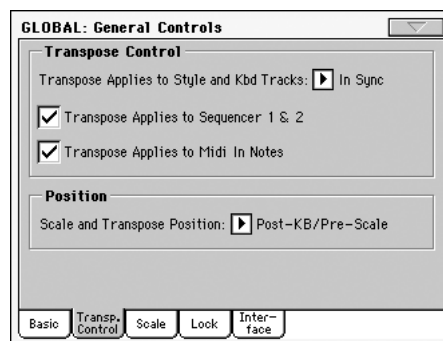 GLOBAL: General Controls
Transpose Control
Transpose Applies to Style and Kbd Tracks: In Sync
Transpose Applies to Sequencer 1 & 2
Transpose Applies to Midi In Notes
Position
Scale and Transpose Position: Post-KB/Pre-Scale
Basic
Transp.
Control
Scale
Lock
Inter-
face